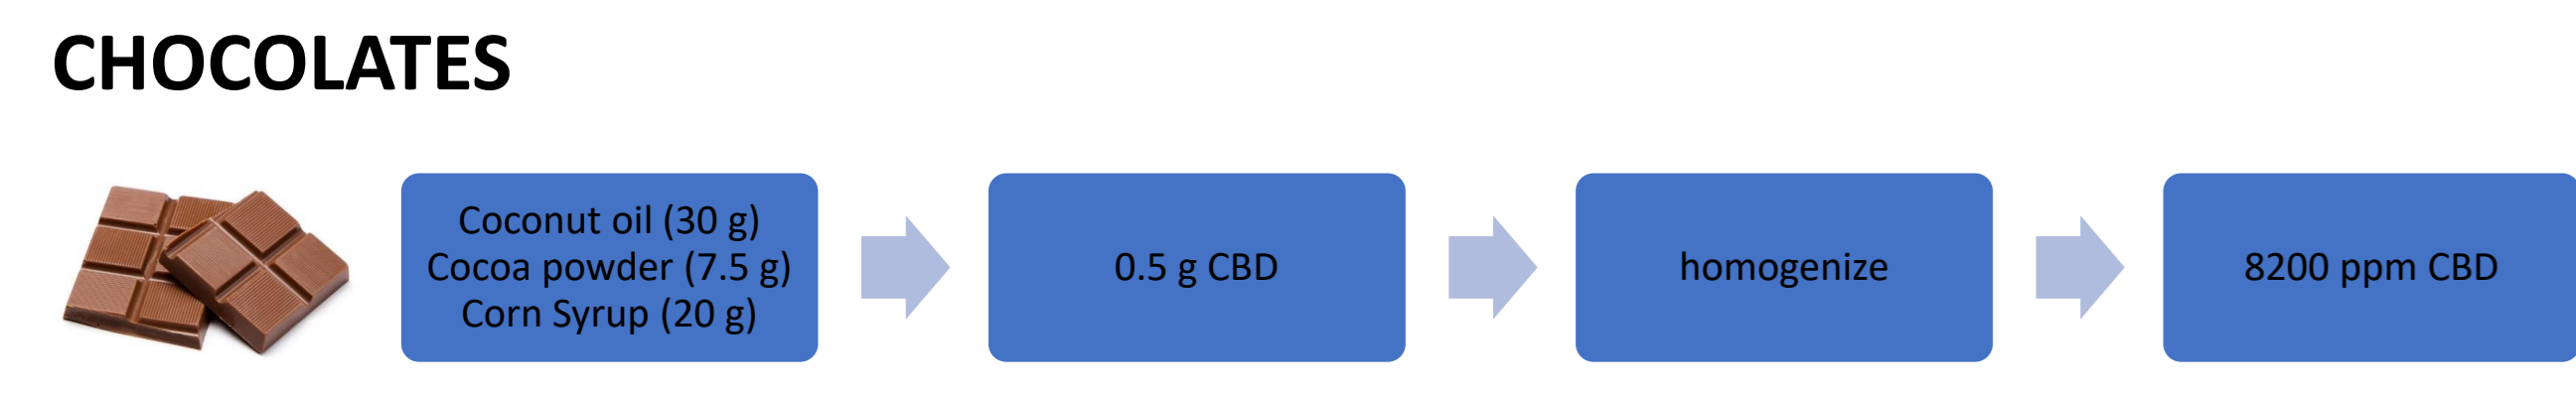 CHOCOLATES
Coconut oil (30 g)
Cocoa powder (7.5 g)
Corn Syrup (20 g)
0.5 g CBD
homogenize
8200 ppm CBD